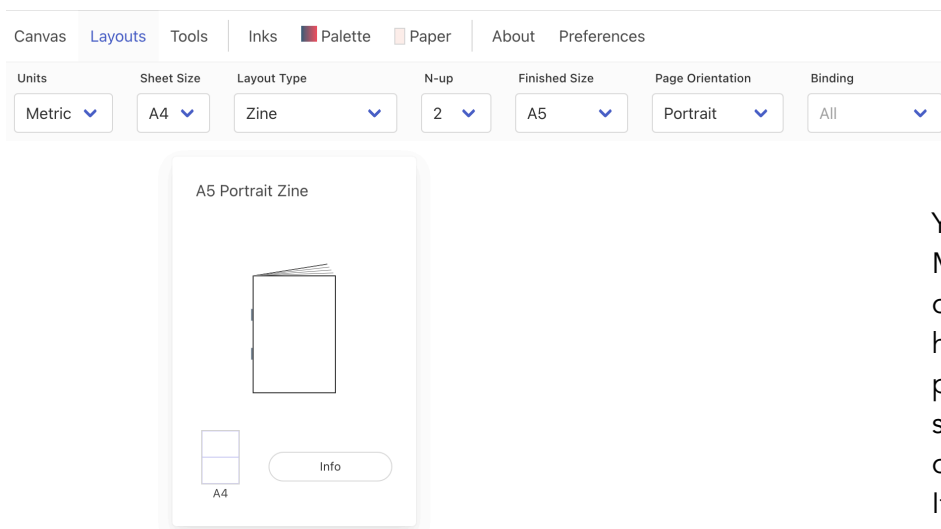 Canvas Layouts Tools Inks Palette Paper About Preferences
Units Sheet Size Layout Type N-up Finished Size Page Orientation Binding
Metric A4 Zine 2 A5 Portrait All
A5 Portrait Zine
Info
A4